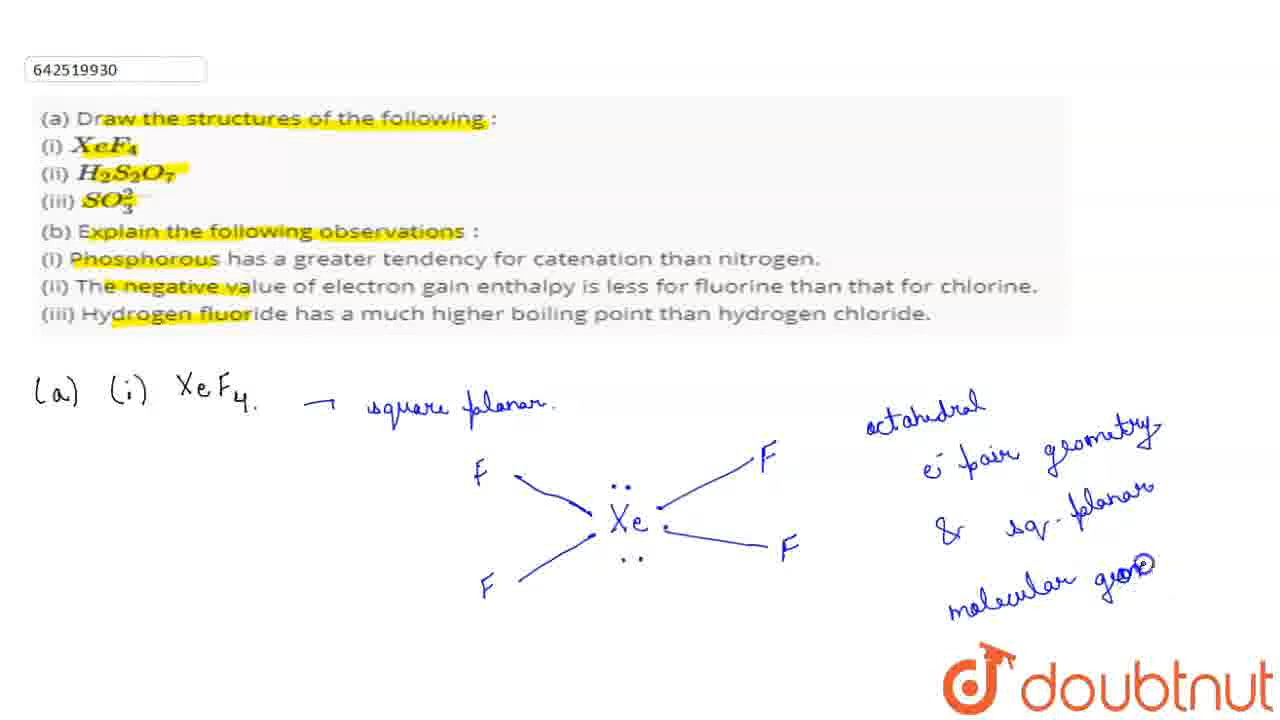 642519930
(a) Draw the structures of the following :
(i) XeF₄
(ii) H₂S₂O₇
(iii) SO₃²
(b) Explain the following observations :
(i) Phosphorous has a greater tendency for catenation than nitrogen.
(ii) The negative value of electron gain enthalpy is less for fluorine than that for chlorine.
(iii) Hydrogen fluoride has a much higher boiling point than hydrogen chloride.
(a) (i) XeF₄. → square planar.
octahedral
e⁻ pair geometry
& sq. planar
molecular geom
F F
Xe
F F
doubtnut